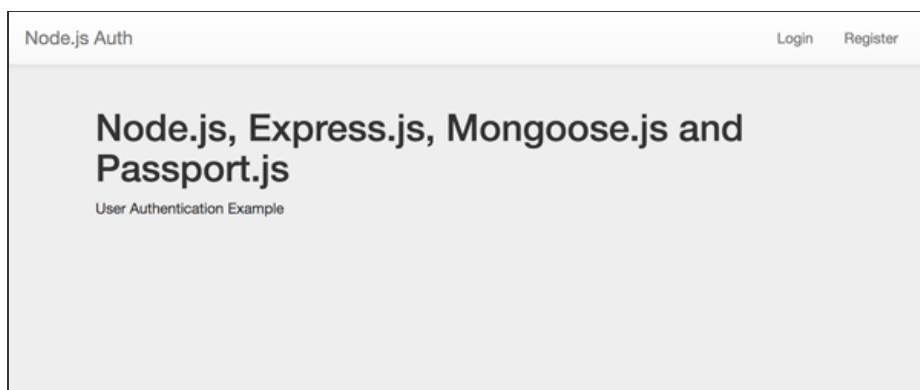 Node.js Auth
Login Register
Node.js, Express.js, Mongoose.js and
Passport.js
User Authentication Example